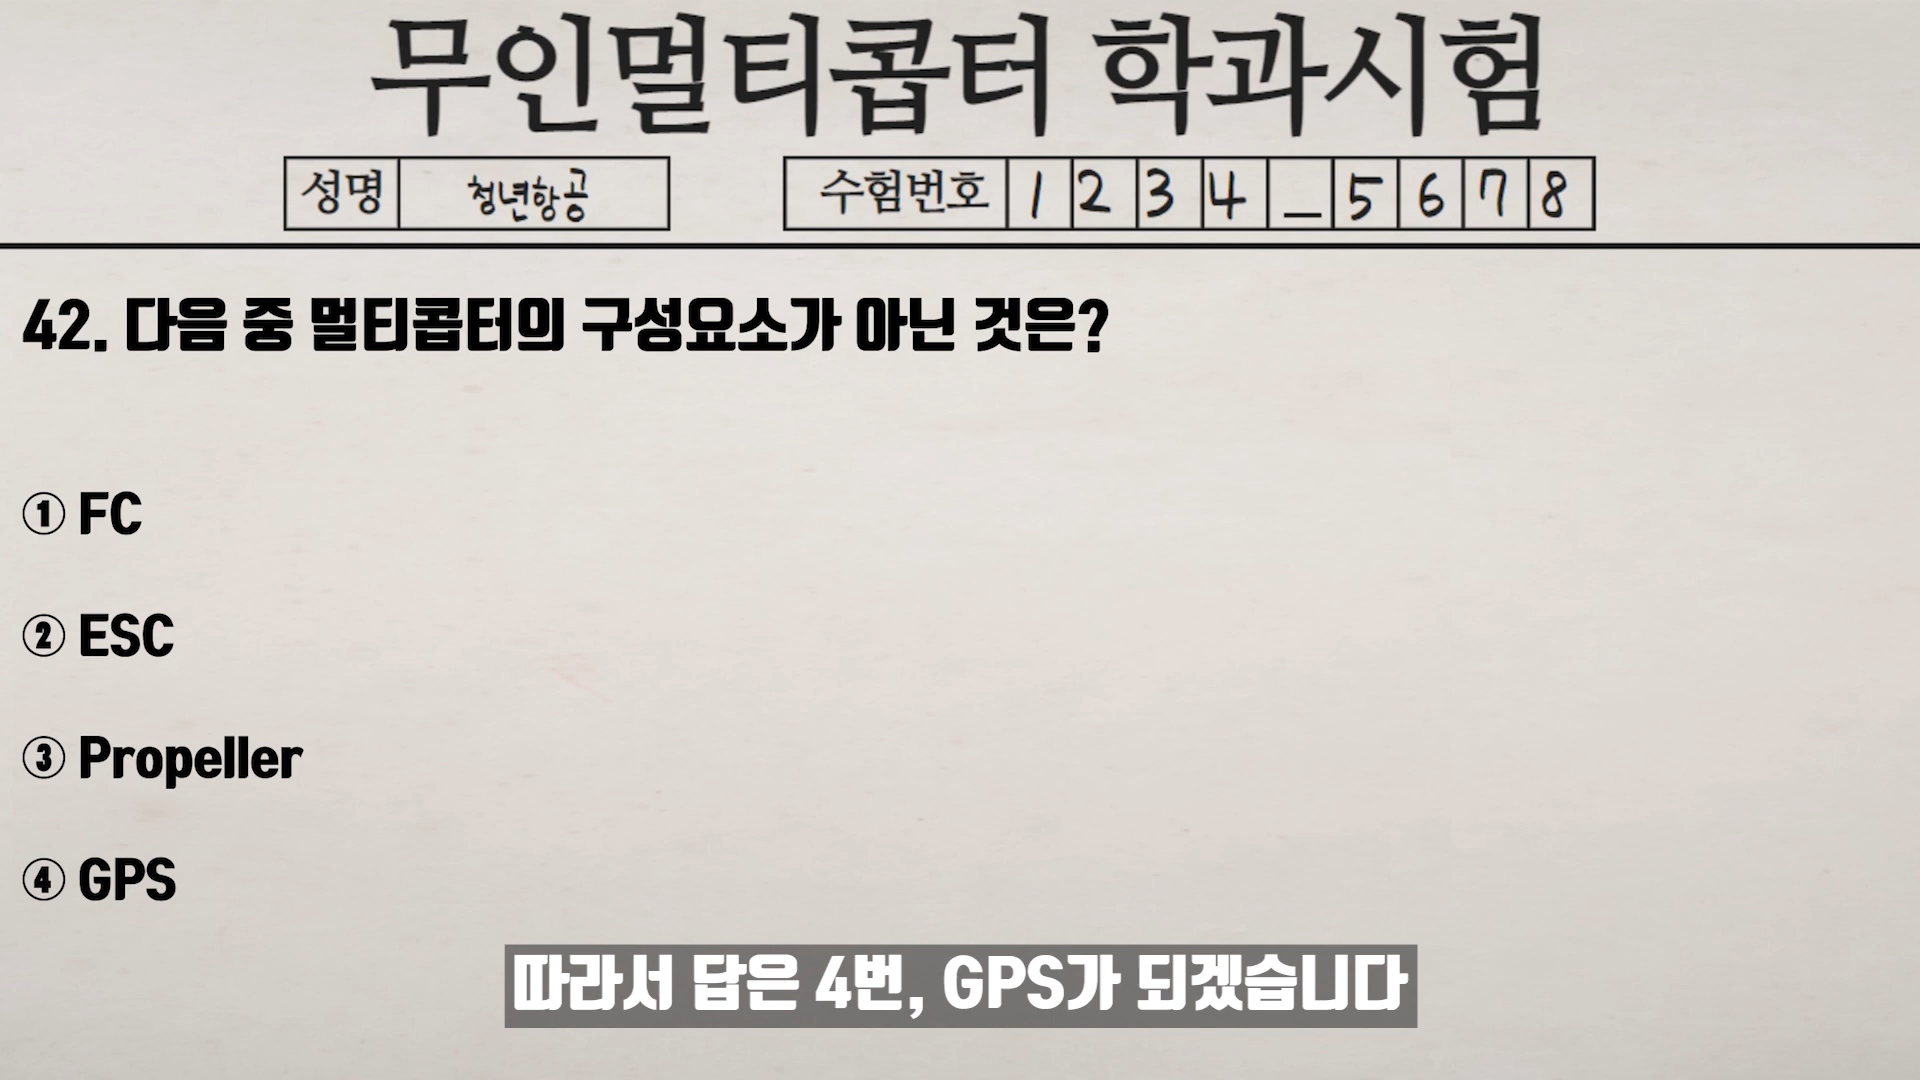 무인멀티콥터 학과시험
성명 청년항공 수험번호 1 2 3 4 _ 5 6 7 8
42. 다음 중 멀티콥터의 구성요소가 아닌 것은?
① FC
② ESC
③ Propeller
④ GPS
따라서 답은 4번, GPS가 되겠습니다